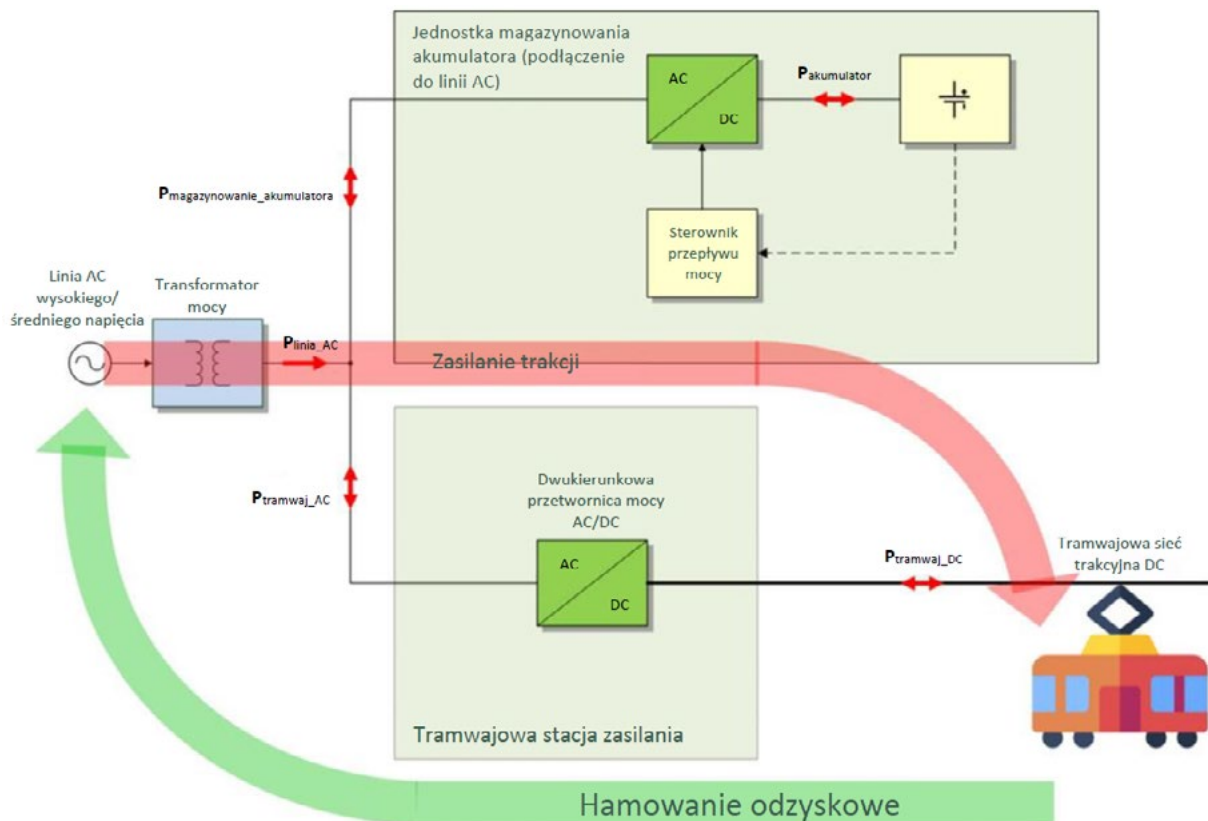 Jednostka magazynowania
akumulatora (podłączenie
do linii AC)
AC
DC
Pakumulator
Pmagazynowanie_akumulatora
Sterownik
przepływu
mocy
Linia AC
wysokiego/
średniego napięcia
Transformator
mocy
Plinia_AC
Zasilanie trakcji
Ptramwaj_AC
Dwukierunkowa
przetwornica mocy
AC/DC
AC
DC
Ptramwaj_DC
Tramwajowa sieć
trakcyjna DC
Tramwajowa stacja zasilania
Hamowanie odzyskowe